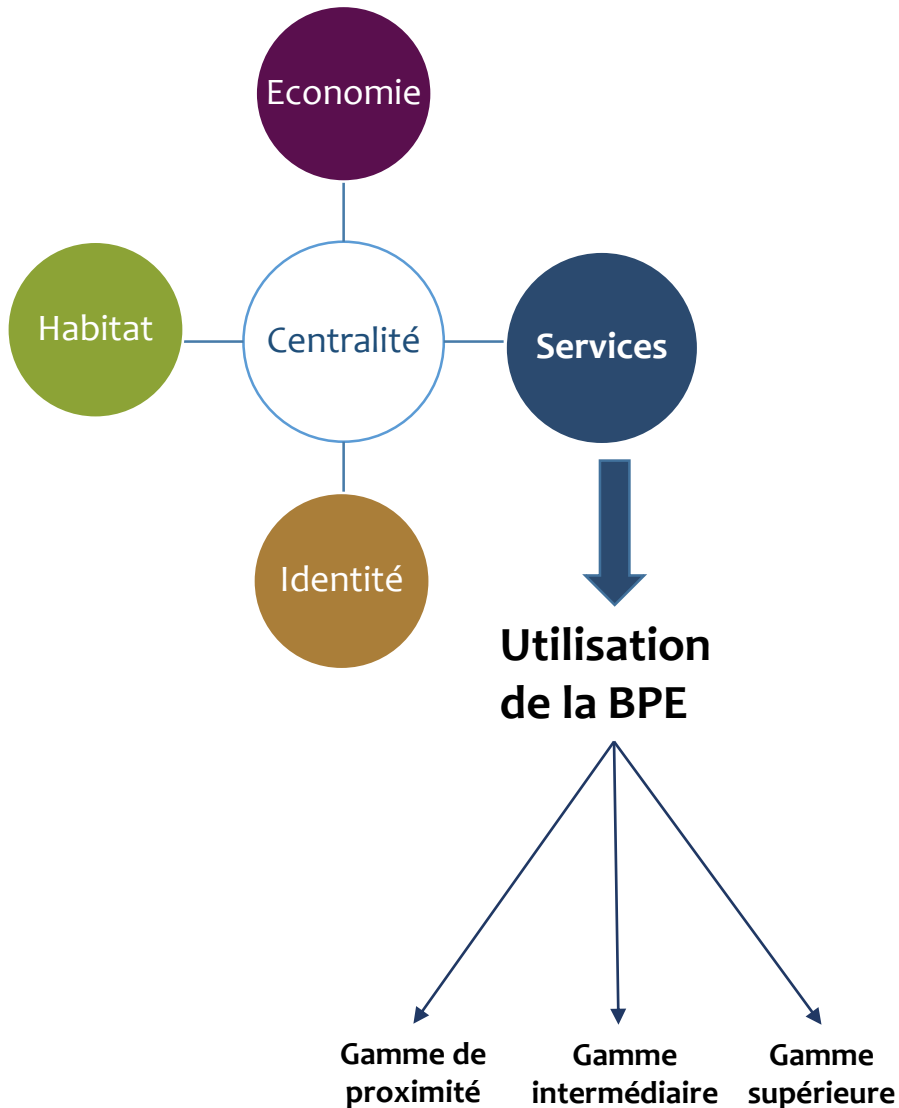 Economie
Habitat
Centralité
Services
Identité
Utilisation
de la BPE
Gamme de
proximité
Gamme
intermédiaire
Gamme
supérieure